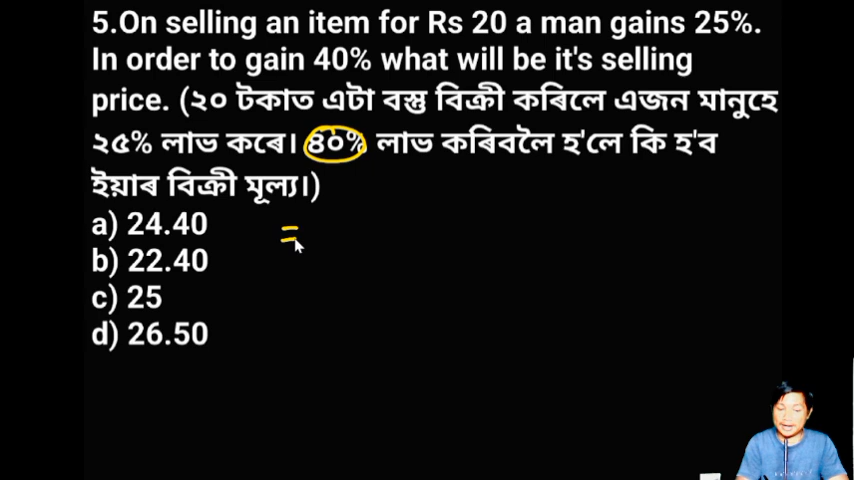 5.On selling an item for Rs 20 a man gains 25%.
In order to gain 40% what will be it's selling
price. (২০ টকাত এটা বস্তু বিক্ৰী কৰিলে এজন মানুহে
২৫% লাভ কৰে। ৪০% লাভ কৰিবলৈ হ'লে কি হ'ব
ইয়াৰ বিক্ৰী মূল্য।)
a) 24.40
=
b) 22.40
c) 25
d) 26.50